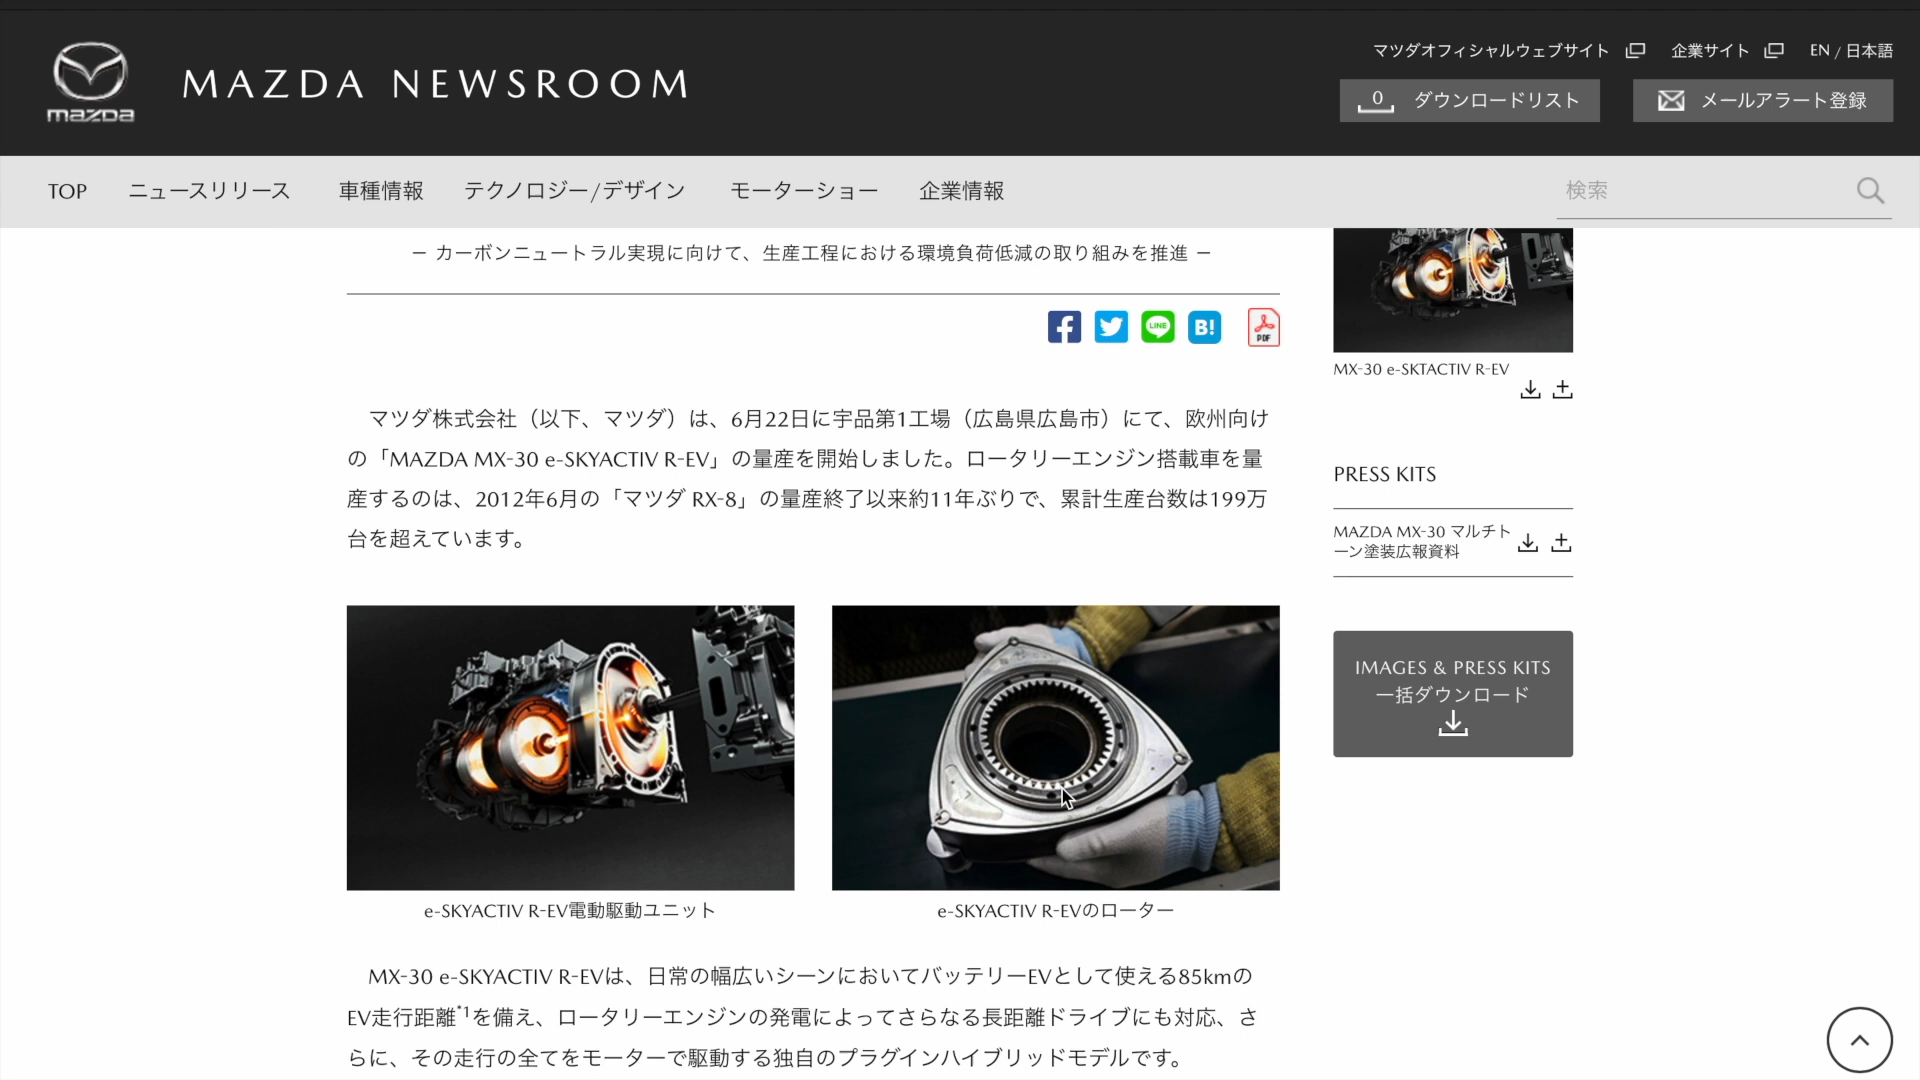 mazda
MAZDA NEWSROOM
マツダオフィシャルウェブサイト
企業サイト
EN / 日本語
0 ダウンロードリスト
メールアラート登録
TOP
ニュースリリース
車種情報
テクノロジー/デザイン
モーターショー
企業情報
検索
− カーボンニュートラル実現に向けて、生産工程における環境負荷低減の取り組みを推進 −
LINE
B!
PDF
マツダ株式会社（以下、マツダ）は、6月22日に宇品第1工場（広島県広島市）にて、欧州向け
の「MAZDA MX-30 e-SKYACTIV R-EV」の量産を開始しました。ロータリーエンジン搭載車を量
産するのは、2012年6月の「マツダ RX-8」の量産終了以来約11年ぶりで、累計生産台数は199万
台を超えています。
e-SKYACTIV R-EV電動駆動ユニット
e-SKYACTIV R-EVのローター
MX-30 e-SKYACTIV R-EVは、日常の幅広いシーンにおいてバッテリーEVとして使える85kmの
EV走行距離*1を備え、ロータリーエンジンの発電によってさらなる長距離ドライブにも対応、さ
らに、その走行の全てをモーターで駆動する独自のプラグインハイブリッドモデルです。
MX-30 e-SKTACTIV R-EV
PRESS KITS
MAZDA MX-30 マルチト
ーン塗装広報資料
IMAGES & PRESS KITS
一括ダウンロード